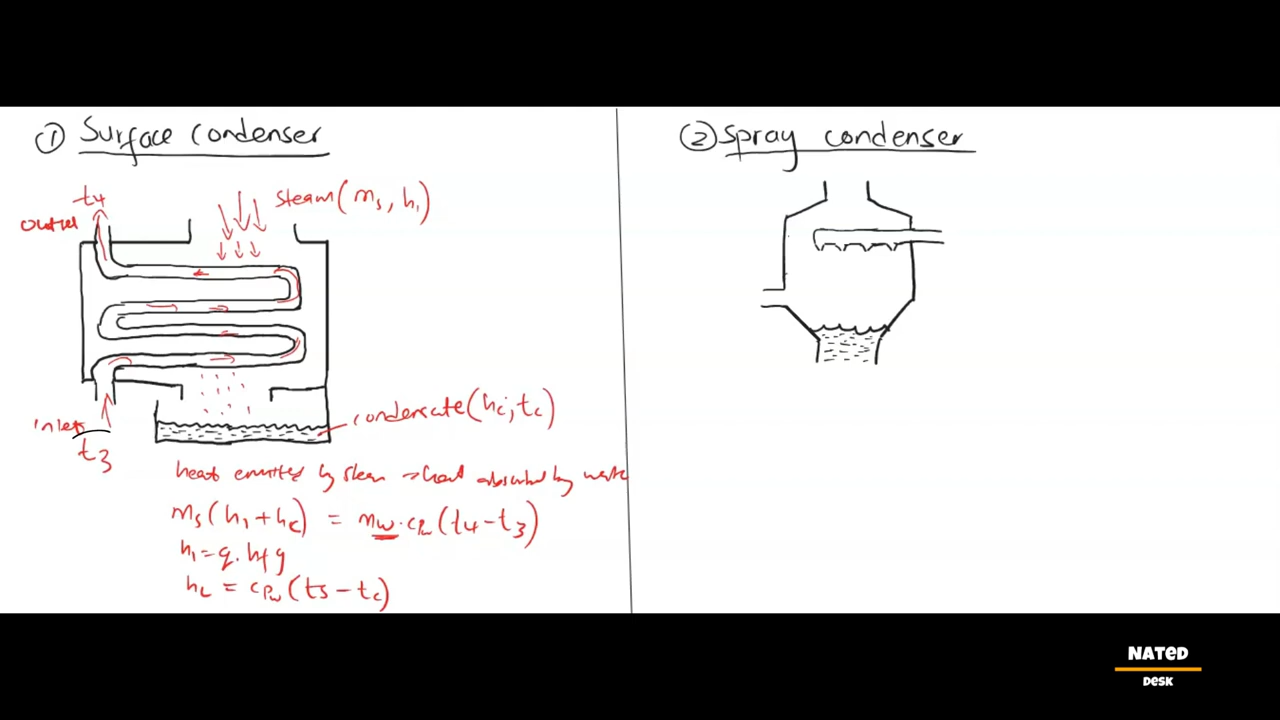 ① Surface condenser
t4
outlet
steam(ms, h1)
inlet
t3
condensate(hc, tc)
heat emitted by steam → heat absorbed by water
ms(h1+hc) = mw·cpw(t4-t3)
h1=q.hfg
hc = cpw(ts-tc)
② Spray condenser
NATED
DESK